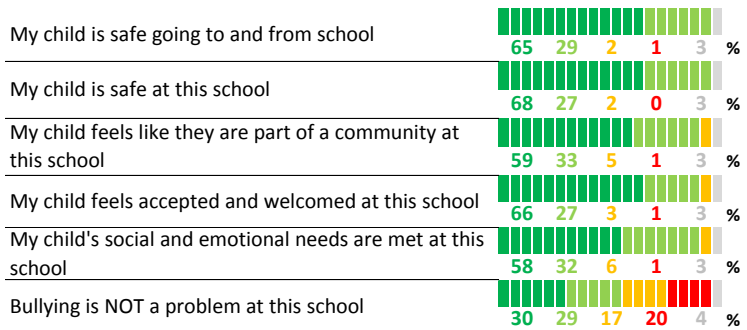 My child is safe going to and from school
65 29 2 1 3 %
My child is safe at this school
68 27 2 0 3 %
My child feels like they are part of a community at
this school
59 33 5 1 3 %
My child feels accepted and welcomed at this school
66 27 3 1 3 %
My child's social and emotional needs are met at this
school
58 32 6 1 3 %
Bullying is NOT a problem at this school
30 29 17 20 4 %